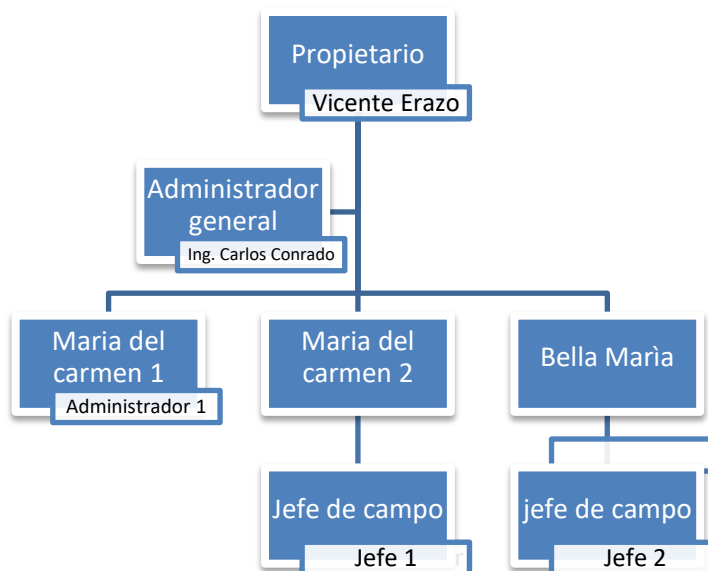 Propietario
Vicente Erazo
Administrador
general
Ing. Carlos Conrado
Maria del
carmen 1
Administrador 1
Maria del
carmen 2
Bella Marìa
Jefe de campo
Jefe 1
jefe de campo
Jefe 2